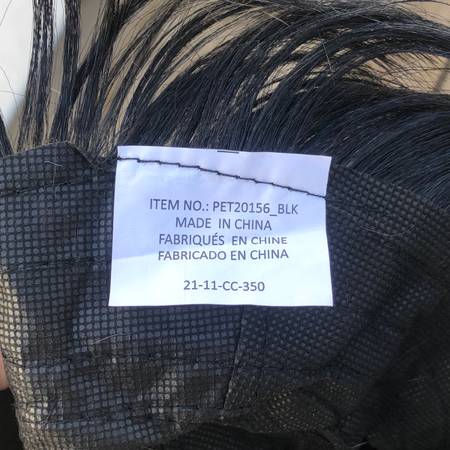 ITEM NO.: PET20156_BLK
MADE IN CHINA
FABRIQUÉS EN CHINE
FABRICADO EN CHINA
21-11-CC-350